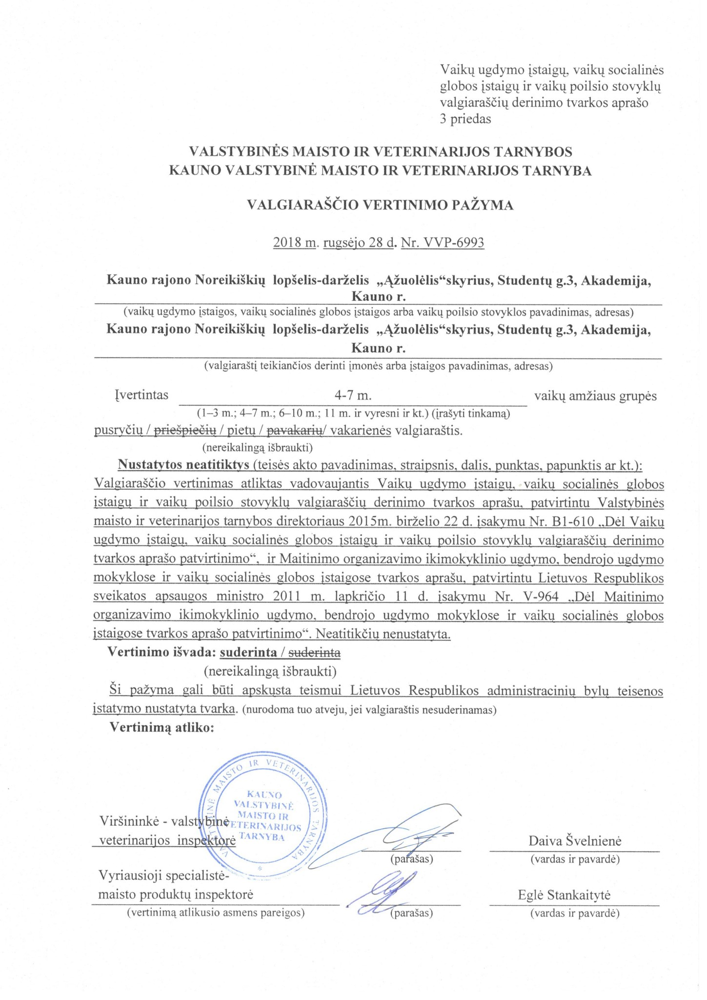 Vaikų ugdymo įstaigų, vaikų socialinės
globos įstaigų ir vaikų poilsio stovyklų
valgiaraščių derinimo tvarkos aprašo
3 priedas
VALSTYBINĖS MAISTO IR VETERINARIJOS TARNYBOS
KAUNO VALSTYBINĖ MAISTO IR VETERINARIJOS TARNYBA
VALGIARAŠČIO VERTINIMO PAŽYMA
2018 m. rugsėjo 28 d. Nr. VVP-6993
Kauno rajono Noreikiškių lopšelis-darželis „Ąžuolėlis“skyrius, Studentų g.3, Akademija,
Kauno r.
(vaikų ugdymo įstaigos, vaikų socialinės globos įstaigos arba vaikų poilsio stovyklos pavadinimas, adresas)
Kauno rajono Noreikiškių lopšelis-darželis „Ąžuolėlis“skyrius, Studentų g.3, Akademija,
Kauno r.
(valgiaraštį teikiančios derinti įmonės arba įstaigos pavadinimas, adresas)
Įvertintas 4-7 m. vaikų amžiaus grupės
(1–3 m.; 4–7 m.; 6–10 m.; 11 m. ir vyresni ir kt.) (įrašyti tinkamą)
pusryčių / priešpiečių / pietų / pavakarių/ vakarienės valgiaraštis.
(nereikalingą išbraukti)
Nustatytos neatitiktys (teisės akto pavadinimas, straipsnis, dalis, punktas, papunktis ar kt.):
Valgiaraščio vertinimas atliktas vadovaujantis Vaikų ugdymo įstaigų, vaikų socialinės globos
įstaigų ir vaikų poilsio stovyklų valgiaraščių derinimo tvarkos aprašu, patvirtintu Valstybinės
maisto ir veterinarijos tarnybos direktoriaus 2015m. birželio 22 d. įsakymu Nr. B1-610 „Dėl Vaikų
ugdymo įstaigų, vaikų socialinės globos įstaigų ir vaikų poilsio stovyklų valgiaraščių derinimo
tvarkos aprašo patvirtinimo“, ir Maitinimo organizavimo ikimokyklinio ugdymo, bendrojo ugdymo
mokyklose ir vaikų socialinės globos įstaigose tvarkos aprašu, patvirtintu Lietuvos Respublikos
sveikatos apsaugos ministro 2011 m. lapkričio 11 d. įsakymu Nr. V-964 „Dėl Maitinimo
organizavimo ikimokyklinio ugdymo, bendrojo ugdymo mokyklose ir vaikų socialinės globos
įstaigose tvarkos aprašo patvirtinimo“. Neatitikčių nenustatyta.
Vertinimo išvada: suderinta / suderinta
(nereikalingą išbraukti)
Ši pažyma gali būti apskųsta teismui Lietuvos Respublikos administracinių bylų teisenos
įstatymo nustatyta tvarka. (nurodoma tuo atveju, jei valgiaraštis nesuderinamas)
Vertinimą atliko:
VALSTYBINĖ MAISTO IR VETERINARIJOS TARNYBA
KAUNO
VALSTYBINĖ
MAISTO IR
VETERINARIJOS
TARNYBA
*
Viršininkė - valstybinė
veterinarijos inspektorė Daiva Švelnienė
(parašas) (vardas ir pavardė)
Vyriausioji specialistė-
maisto produktų inspektorė Eglė Stankaitytė
(vertinimą atlikusio asmens pareigos) (parašas) (vardas ir pavardė)